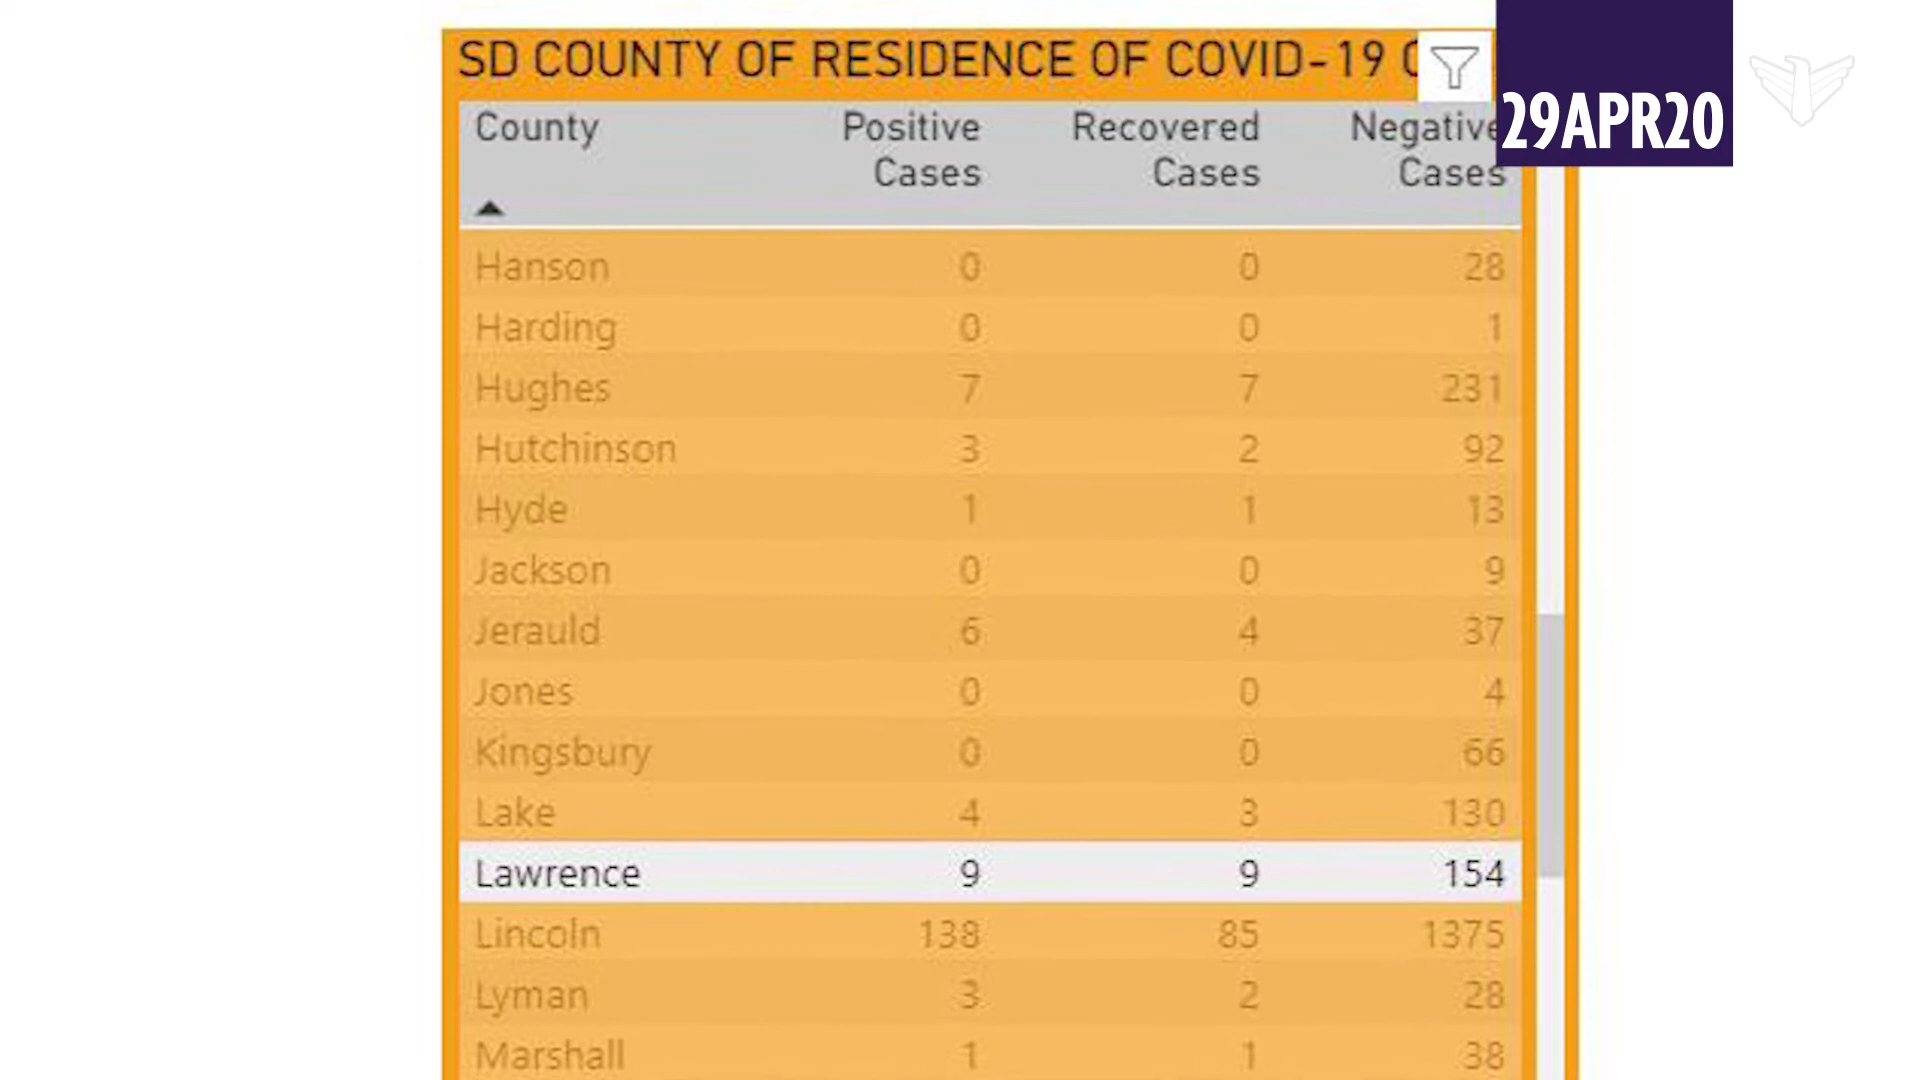 SD COUNTY OF RESIDENCE OF COVID-19
29APR20
County Positive Cases Recovered Cases Negative Cases
Hanson 0 0 28
Harding 0 0 1
Hughes 7 7 231
Hutchinson 3 2 92
Hyde 1 1 13
Jackson 0 0 9
Jerauld 6 4 37
Jones 0 0 4
Kingsbury 0 0 66
Lake 4 3 130
Lawrence 9 9 154
Lincoln 138 85 1375
Lyman 3 2 28
Marshall 1 1 38